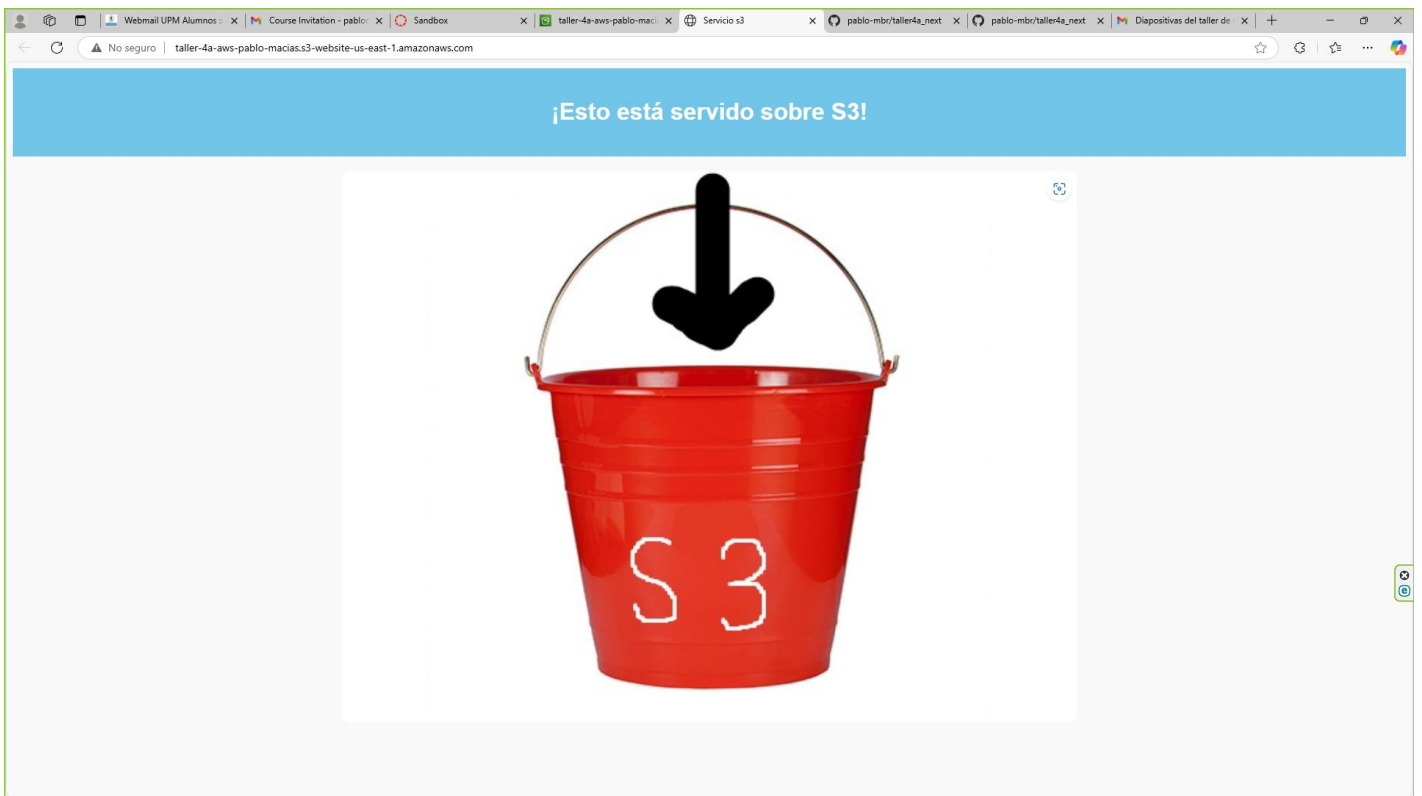 Webmail UPM Alumnos
Course Invitation - pablor
Sandbox
taller-4a-aws-pablo-maci
Servicio s3
pablo-mbr/taller4a_next
pablo-mbr/taller4a_next
Diapositivas del taller de
No seguro
taller-4a-aws-pablo-macias.s3-website-us-east-1.amazonaws.com
¡Esto está servido sobre S3!
S 3